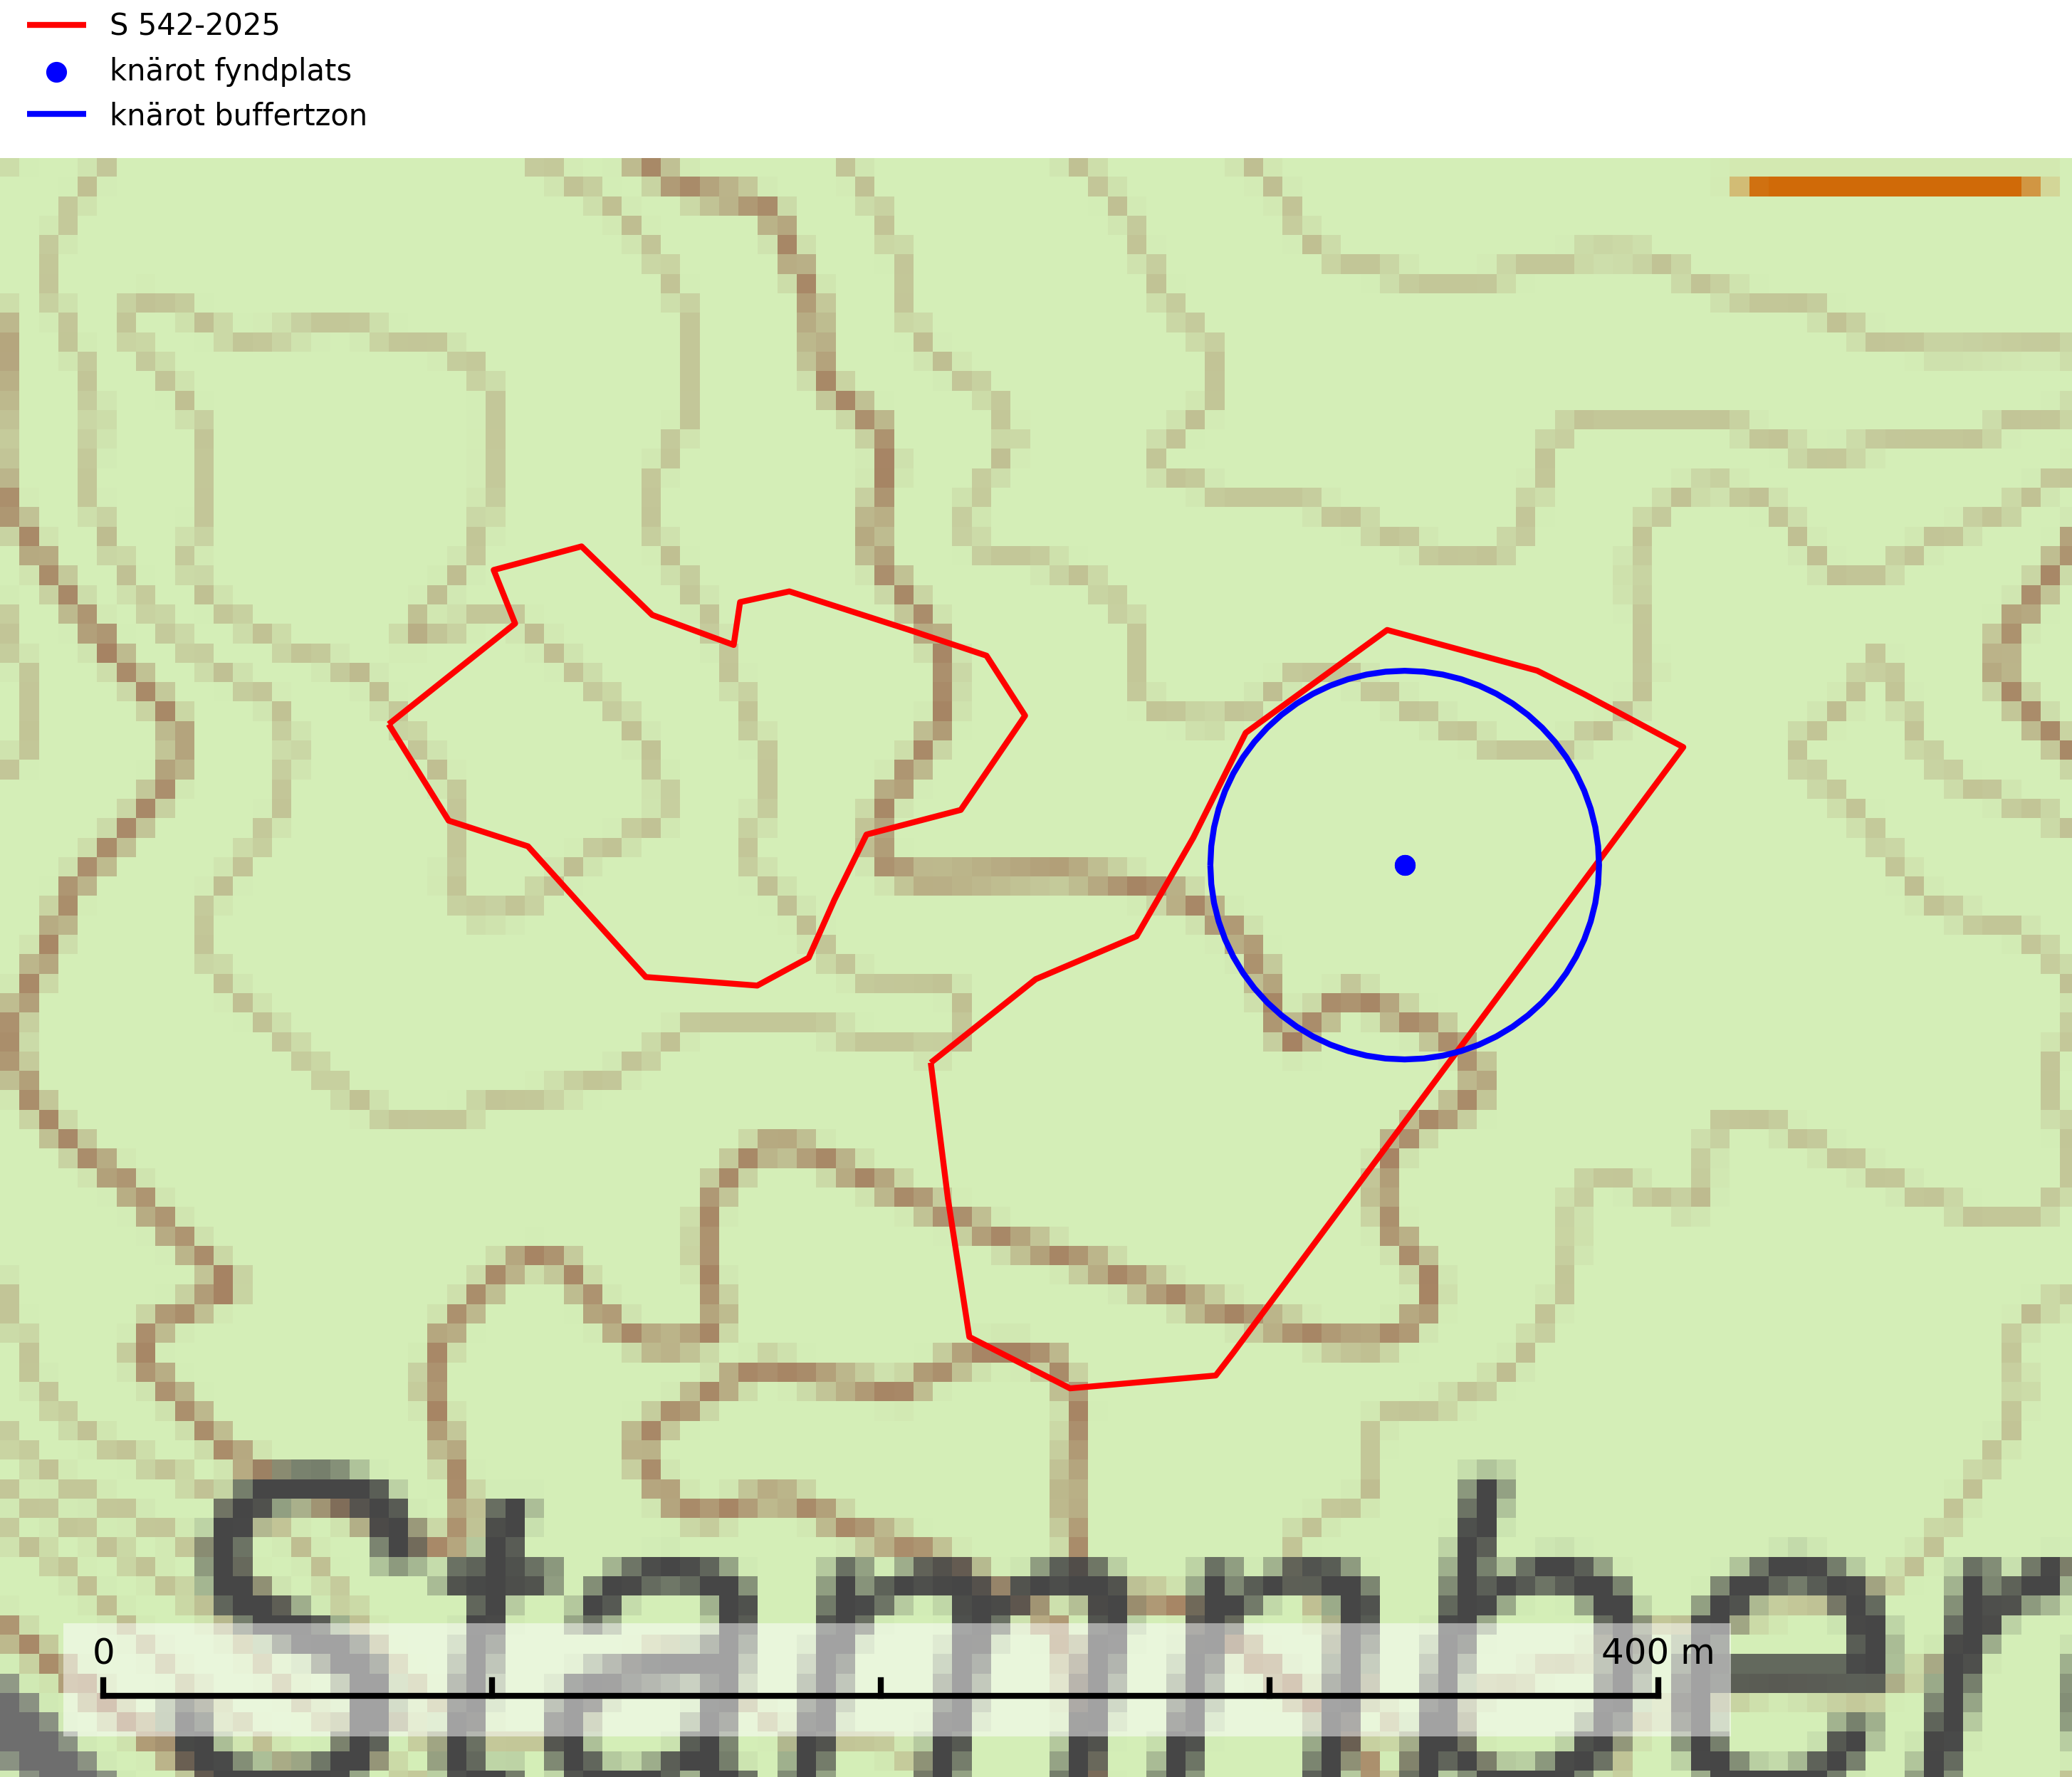 S 542-2025
knärot fyndplats
knärot buffertzon
0
400 m